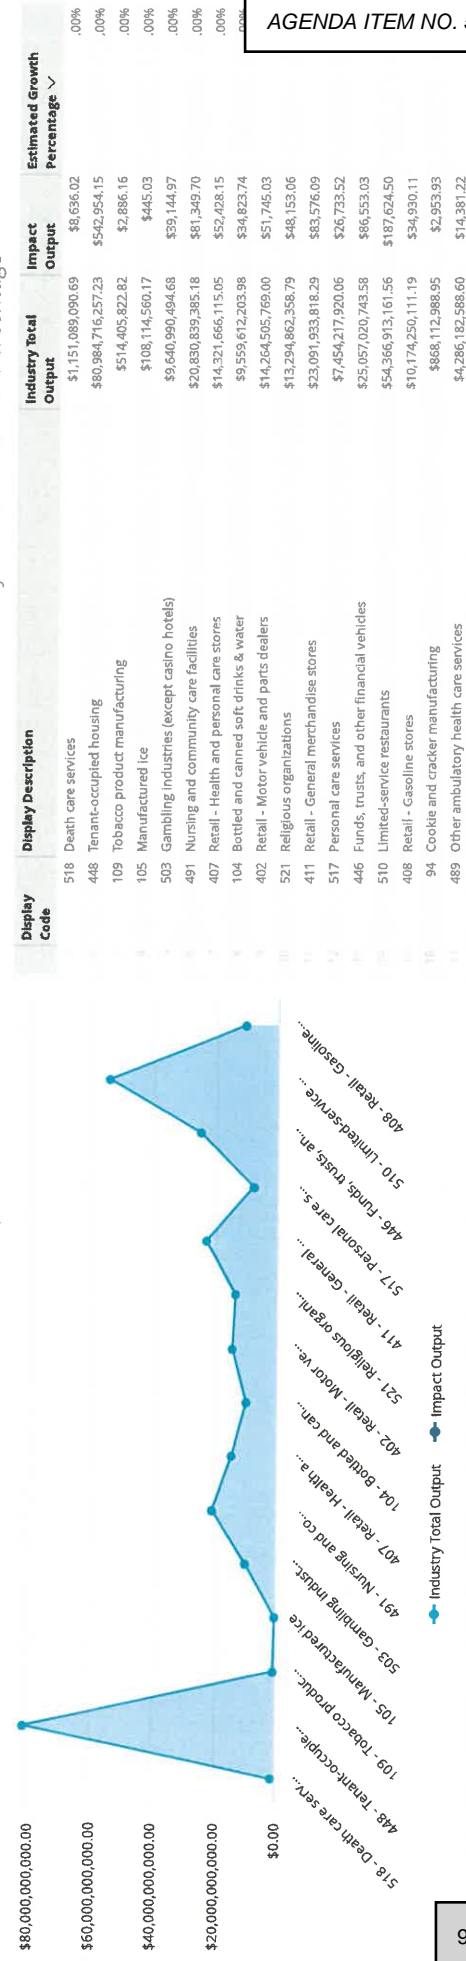 AGENDA ITEM NO.
$80,000,000,000.00
$60,000,000,000.00
$40,000,000,000.00
$20,000,000,000.00
$0.00
518 - Death care serv...
448 - Tenant-occupie...
109 - Tobacco produc...
105 - Manufactured ice
503 - Gambling indust...
491 - Nursing and co...
407 - Retail - Health a...
104 - Bottled and can...
402 - Retail - Motor ve...
521 - Religious organi...
411 - Retail - General...
517 - Personal care s...
446 - Funds, trusts, an...
510 - Limited-service ...
408 - Retail - Gasoline...
Industry Total Output Impact Output
Display Code Display Description Industry Total Output Impact Output Estimated Growth Percentage
518 Death care services $1,151,089,090.69 $8,636.02 .00%
448 Tenant-occupied housing $80,984,716,257.23 $542,954.15 .00%
109 Tobacco product manufacturing $514,405,822.82 $2,886.16 .00%
105 Manufactured ice $108,114,560.17 $445.03 .00%
503 Gambling industries (except casino hotels) $9,640,990,494.68 $39,144.97 .00%
491 Nursing and community care facilities $20,830,839,385.18 $81,349.70 .00%
407 Retail - Health and personal care stores $14,321,666,115.05 $52,428.15 .00%
104 Bottled and canned soft drinks & water $9,559,612,203.98 $34,823.74
402 Retail - Motor vehicle and parts dealers $14,264,505,769.00 $51,745.03
521 Religious organizations $13,294,862,358.79 $48,153.06
411 Retail - General merchandise stores $23,091,933,818.29 $83,576.09
517 Personal care services $7,454,217,920.06 $26,733.52
446 Funds, trusts, and other financial vehicles $25,057,020,743.58 $86,553.03
510 Limited-service restaurants $54,366,913,161.56 $187,624.50
408 Retail - Gasoline stores $10,174,250,111.19 $34,930.11
94 Cookie and cracker manufacturing $868,112,988.95 $2,953.93
489 Other ambulatory health care services $4,286,182,588.60 $14,381.22
9